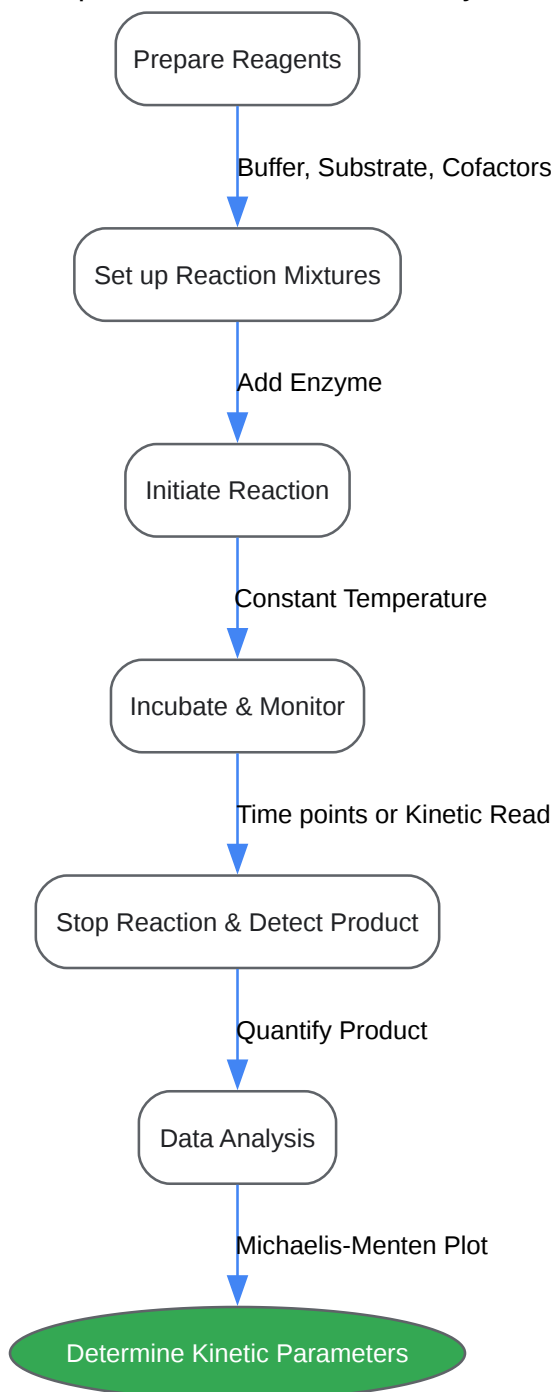 Prepare Reagents
Buffer, Substrate, Cofactors
Set up Reaction Mixtures
Add Enzyme
Initiate Reaction
Constant Temperature
Incubate & Monitor
Time points or Kinetic Read
Stop Reaction & Detect Product
Quantify Product
Data Analysis
Michaelis-Menten Plot
Determine Kinetic Parameters